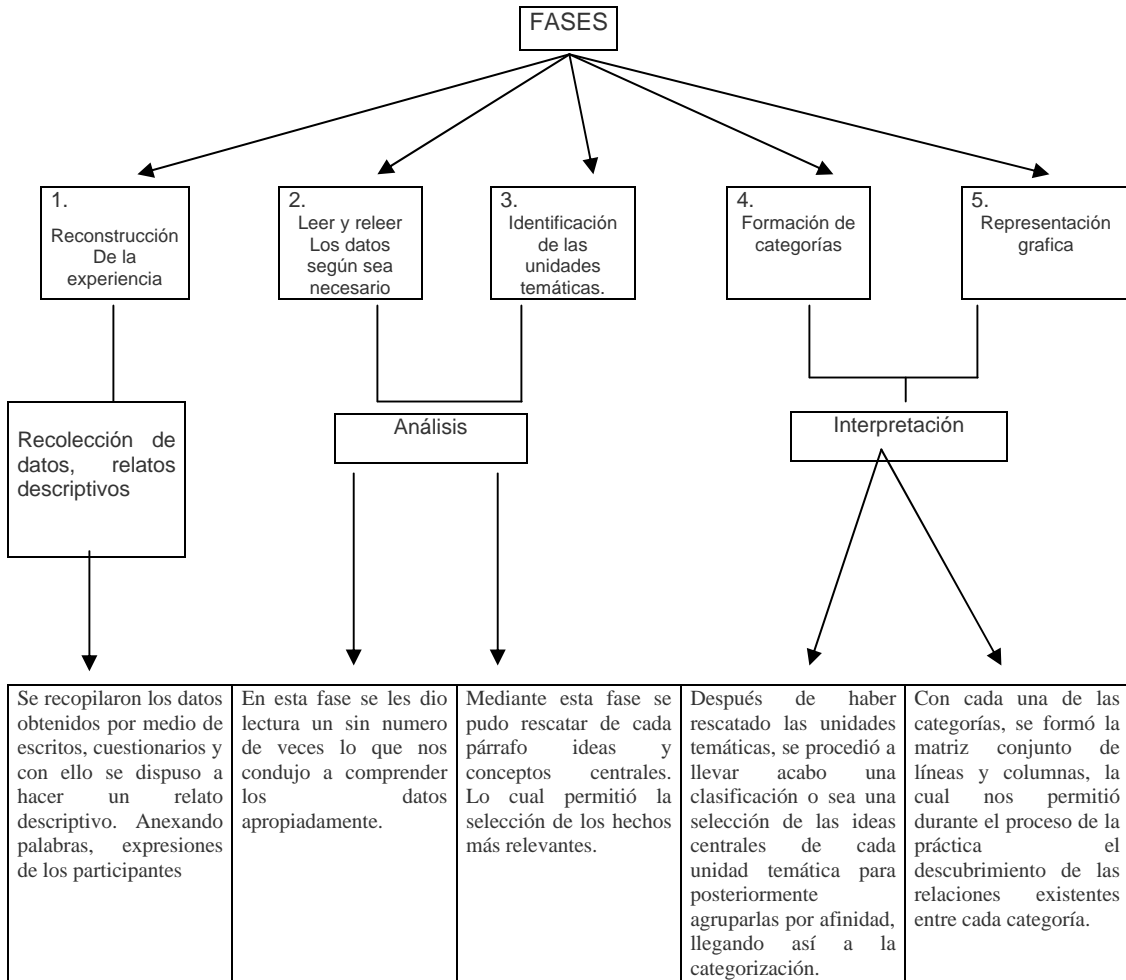 FASES
1.
Reconstrucción
De la
experiencia
2.
Leer y releer
Los datos
según sea
necesario
3.
Identificación
de las
unidades
temáticas.
4.
Formación de
categorías
5.
Representación
grafica
Recolección de
datos, relatos
descriptivos
Análisis
Interpretación
Se recopilaron los datos
obtenidos por medio de
escritos, cuestionarios y
con ello se dispuso a
hacer un relato
descriptivo. Anexando
palabras, expresiones
de los participantes
En esta fase se les dio
lectura un sin numero
de veces lo que nos
condujo a comprender
los datos
apropiadamente.
Mediante esta fase se
pudo rescatar de cada
párrafo ideas y
conceptos centrales.
Lo cual permitió la
selección de los hechos
más relevantes.
Después de haber
rescatado las unidades
temáticas, se procedió a
llevar acabo una
clasificación o sea una
selección de las ideas
centrales de cada
unidad temática para
posteriormente
agruparlas por afinidad,
llegando así a la
categorización.
Con cada una de las
categorías, se formó la
matriz conjunto de
líneas y columnas, la
cual nos permitió
durante el proceso de la
práctica el
descubrimiento de las
relaciones existentes
entre cada categoría.